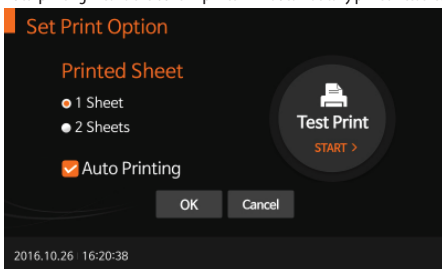 Set Print Option
Printed Sheet
1 Sheet
2 Sheets
Auto Printing
Test Print
START >
OK
Cancel
2016.10.26 16:20:38